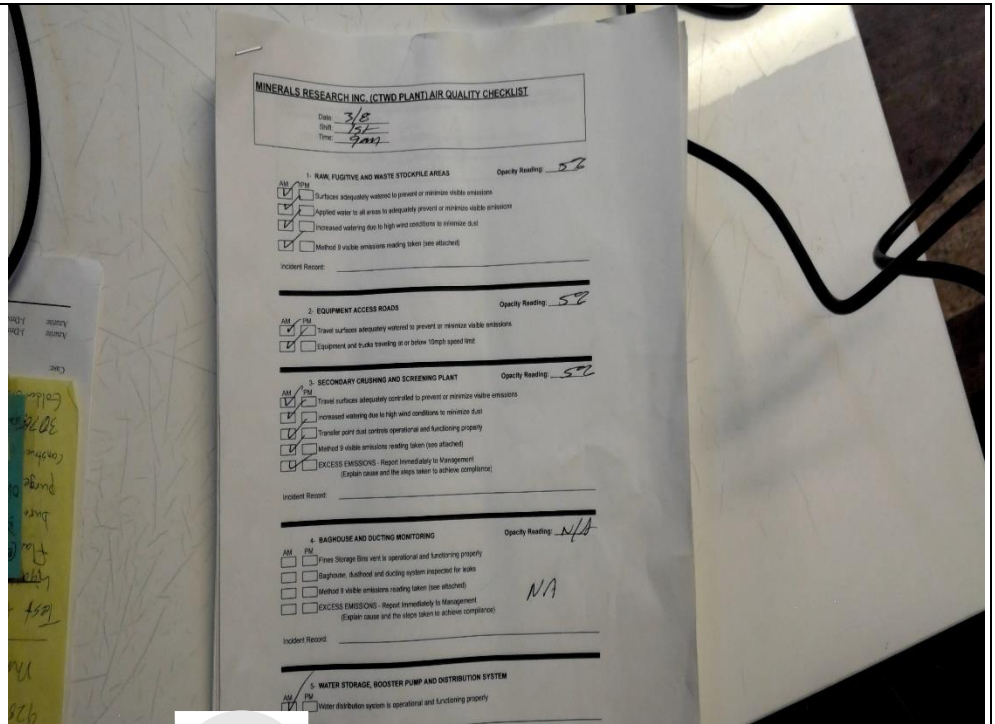 MINERALS RESEARCH INC. (CTWD PLANT) AIR QUALITY CHECKLIST
Date: 3/8
Shift: 1st
Time: 9am
1- RAW, FUGITIVE AND WASTE STOCKPILE AREAS Opacity Reading: 5%
AM PM
Surfaces adequately watered to prevent or minimize visible emissions
Applied water to all areas to adequately prevent or minimize visible emissions
Increased watering due to high wind conditions to minimize dust
Method 9 visible emissions reading taken (see attached)
Incident Record:
2- EQUIPMENT ACCESS ROADS Opacity Reading: 5%
AM PM
Travel surfaces adequately watered to prevent or minimize visible emissions
Equipment and trucks traveling at or below 10mph speed limit
3- SECONDARY CRUSHING AND SCREENING PLANT Opacity Reading: 5%
AM PM
Travel surfaces adequately controlled to prevent or minimize visible emissions
Increased watering due to high wind conditions to minimize dust
Transfer point dust controls operational and functioning properly
Method 9 visible emissions reading taken (see attached)
EXCESS EMISSIONS - Report Immediately to Management
(Explain cause and the steps taken to achieve compliance)
Incident Record:
4- BAGHOUSE AND DUCTING MONITORING Opacity Reading: N/A
AM PM
Fines Storage Bins vent is operational and functioning properly
Baghouse, dusthood and ducting system inspected for leaks
Method 9 visible emissions reading taken (see attached)
NA
EXCESS EMISSIONS - Report Immediately to Management
(Explain cause and the steps taken to achieve compliance)
Incident Record:
5- WATER STORAGE, BOOSTER PUMP AND DISTRIBUTION SYSTEM
AM PM
Water distribution system is operational and functioning properly
Case
Test